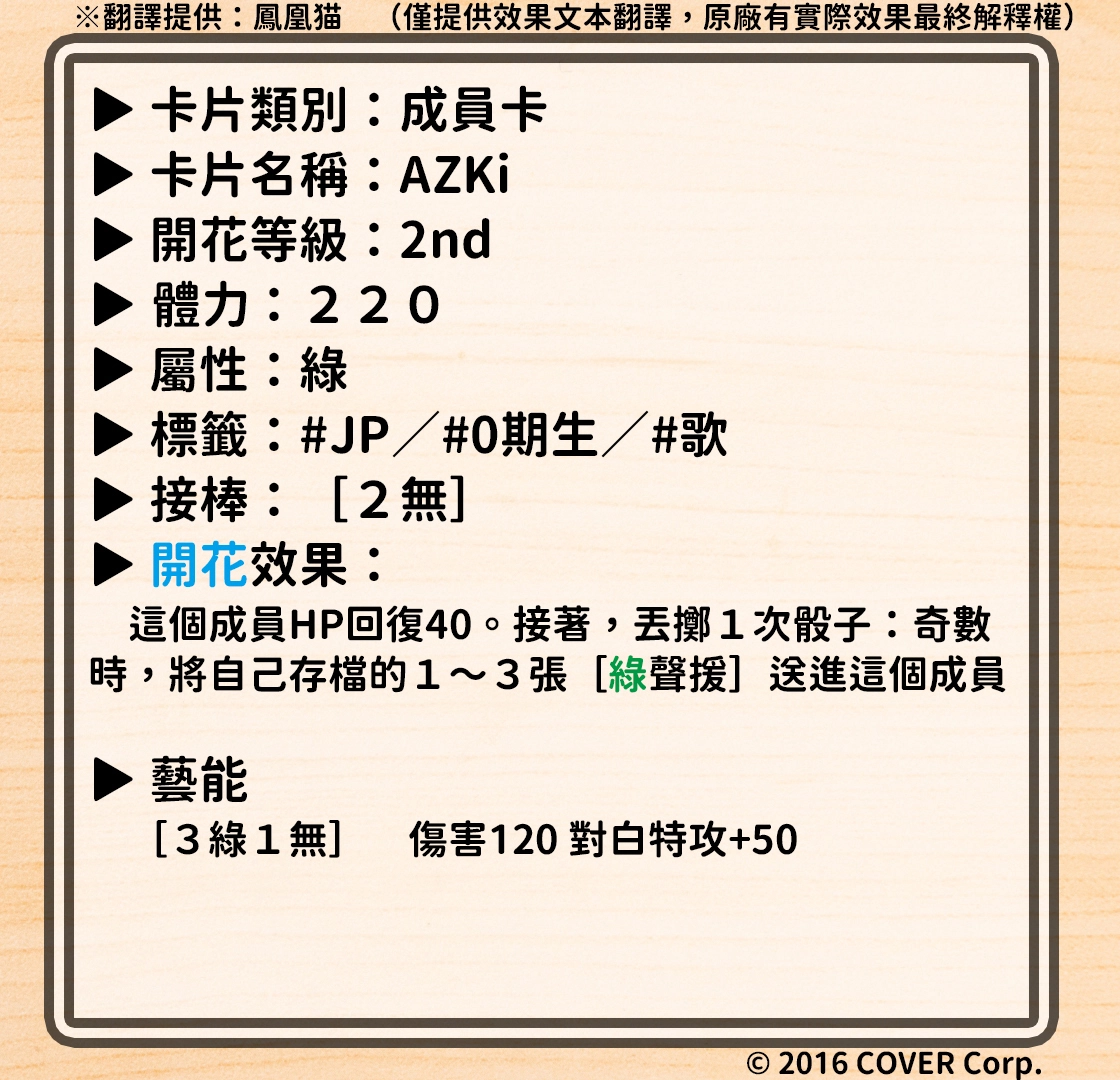 ※翻譯提供：鳳凰猫　（僅提供效果文本翻譯，原廠有實際效果最終解釋權）
▶ 卡片類別：成員卡
▶ 卡片名稱：AZKi
▶ 開花等級：2nd
▶ 體力：２２０
▶ 屬性：綠
▶ 標籤：#JP／#0期生／#歌
▶ 接棒：［２無］
▶ 開花效果：
這個成員HP回復40。接著，丟擲１次骰子：奇數
時，將自己存檔的１～３張［綠聲援］送進這個成員
▶ 藝能
［３綠１無］　傷害120 對白特攻+50
© 2016 COVER Corp.